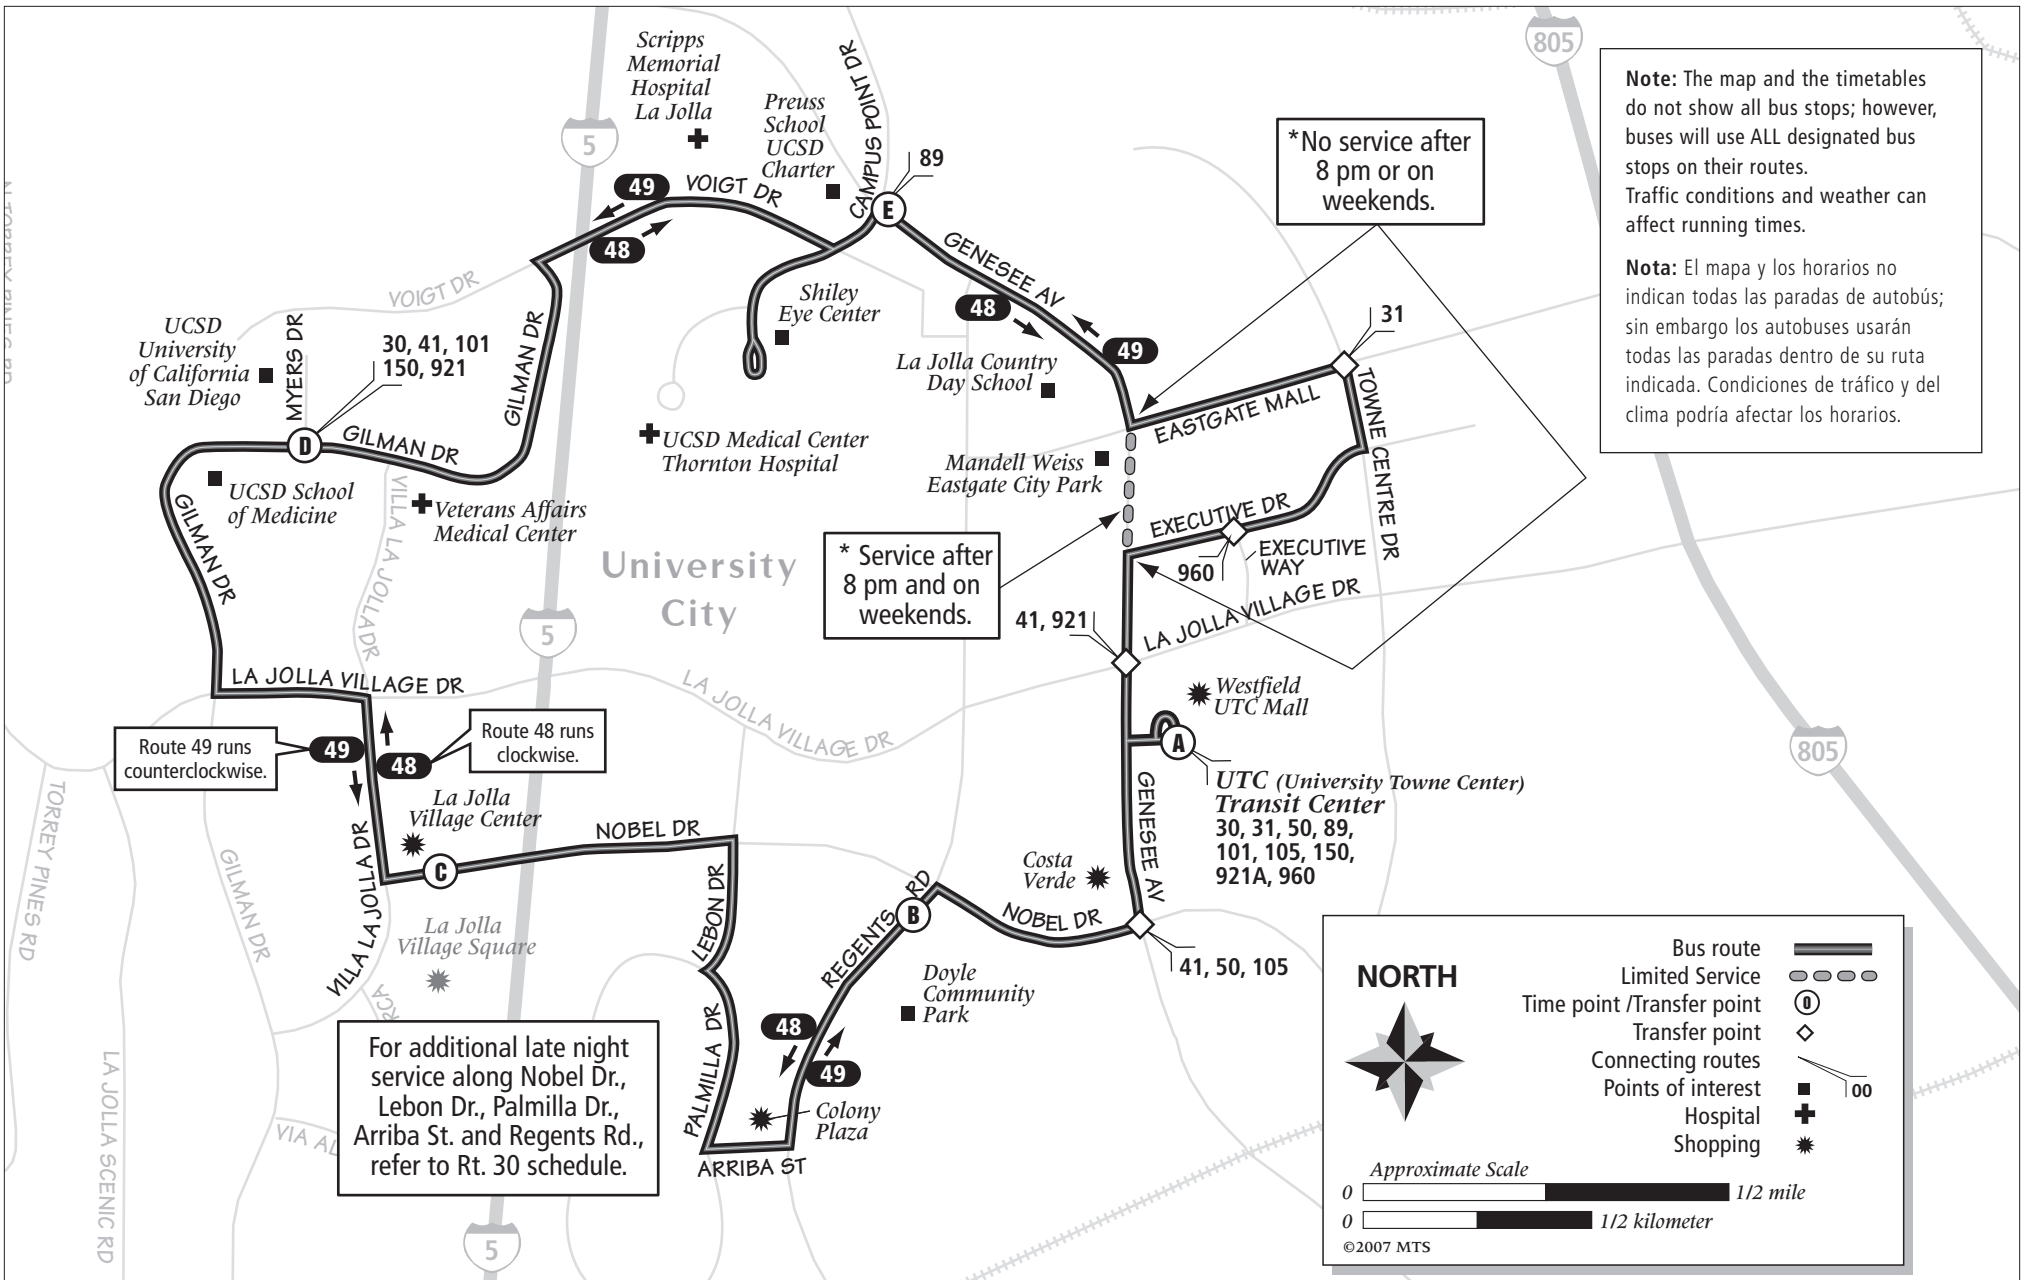 Scripps
Memorial
Hospital
La Jolla
Preuss
School
UCSD
Charter
CAMPUS POINT DR
89
E
5
49
VOIGT DR
48
805
*No service after
8 pm or on
weekends.
Note: The map and the timetables
do not show all bus stops; however,
buses will use ALL designated bus
stops on their routes.
Traffic conditions and weather can
affect running times.
Nota: El mapa y los horarios no
indican todas las paradas de autobús;
sin embargo los autobuses usarán
todas las paradas dentro de su ruta
indicada. Condiciones de tráfico y del
clima podría afectar los horarios.
N TORREY PINES RD
VOIGT DR
GENESEE AV
48
49
Shiley
Eye Center
31
UCSD
University
of California
San Diego
MYERS DR
30, 41, 101
150, 921
GILMAN DR
La Jolla Country
Day School
EASTGATE MALL
TOWNE CENTRE DR
D
GILMAN DR
UCSD Medical Center
Thornton Hospital
Mandell Weiss
Eastgate City Park
UCSD School
of Medicine
VILLA LA JOLLA DR
Veterans Affairs
Medical Center
GILMAN DR
EXECUTIVE DR
EXECUTIVE
WAY
960
University
City
* Service after
8 pm and on
weekends.
41, 921
LA JOLLA VILLAGE DR
5
LA JOLLA VILLAGE DR
LA JOLLA VILLAGE DR
Westfield
UTC Mall
A
Route 49 runs
counterclockwise.
49
48
Route 48 runs
clockwise.
805
UTC (University Towne Center)
Transit Center
30, 31, 50, 89,
101, 105, 150,
921A, 960
GENESEE AV
La Jolla
Village Center
NOBEL DR
C
TORREY PINES RD
GILMAN DR
VILLA LA JOLLA DR
La Jolla
Village Square
LEBON DR
REGENTS RD
B
Costa
Verde
NOBEL DR
41, 50, 105
Doyle
Community
Park
PALMILLA DR
48
49
Colony
Plaza
ARRIBA ST
LA JOLLA SCENIC RD
VIA AL
For additional late night
service along Nobel Dr.,
Lebon Dr., Palmilla Dr.,
Arriba St. and Regents Rd.,
refer to Rt. 30 schedule.
5
NORTH
Bus route
Limited Service
Time point /Transfer point
0
Transfer point
Connecting routes
00
Points of interest
Hospital
Shopping
Approximate Scale
0 1/2 mile
0 1/2 kilometer
©2007 MTS